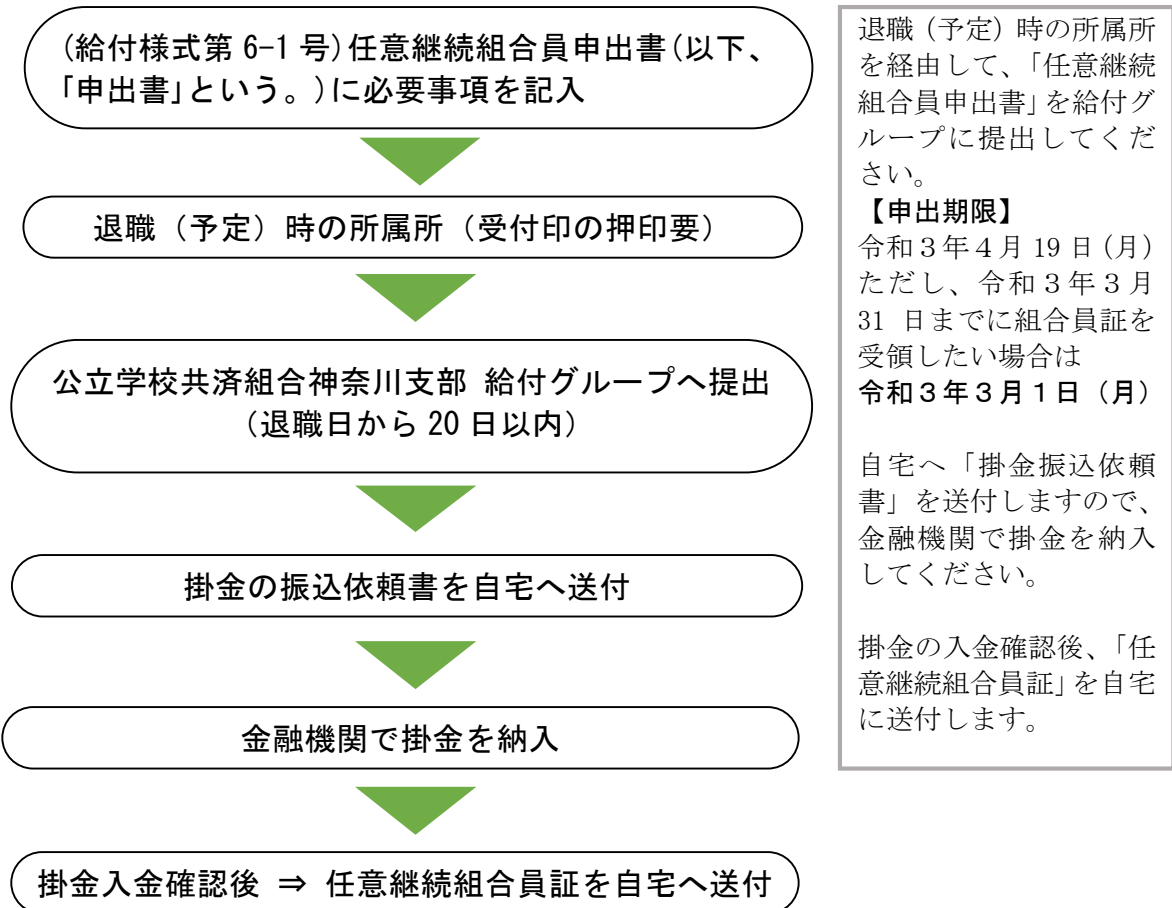 (給付様式第 6-1 号)任意継続組合員申出書(以下、
「申出書」という。)に必要事項を記入
退職（予定）時の所属所（受付印の押印要）
公立学校共済組合神奈川支部 給付グループへ提出
（退職日から 20 日以内）
掛金の振込依頼書を自宅へ送付
金融機関で掛金を納入
掛金入金確認後 ⇒ 任意継続組合員証を自宅へ送付
退職（予定）時の所属所
を経由して、「任意継続
組合員申出書」を給付グ
ループに提出してくだ
さい。
【申出期限】
令和３年４月 19 日（月）
ただし、令和３年３月
31 日までに組合員証を
受領したい場合は
令和３年３月１日（月）
自宅へ「掛金振込依頼
書」を送付しますので、
金融機関で掛金を納入
してください。
掛金の入金確認後、「任
意継続組合員証」を自宅
に送付します。